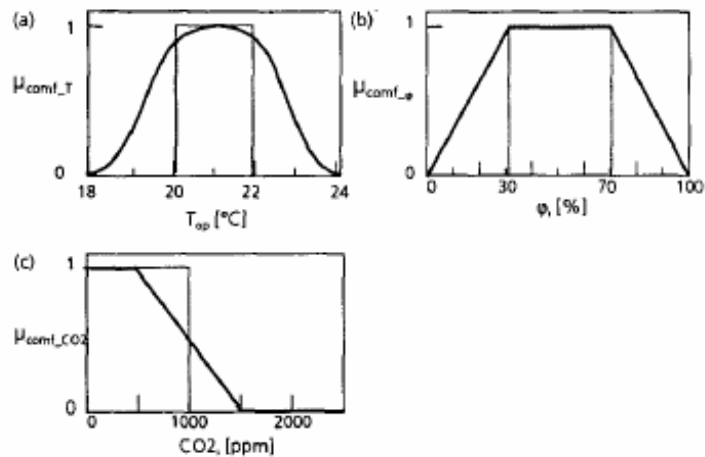 (a)
1
μcomf_T
0
18 20 22 24
Top [°C]
(b)
1
μcomf_φ
0
0 30 70 100
φ, [%]
(c)
1
μcomf_CO2
0
0 1000 2000
CO2, [ppm]